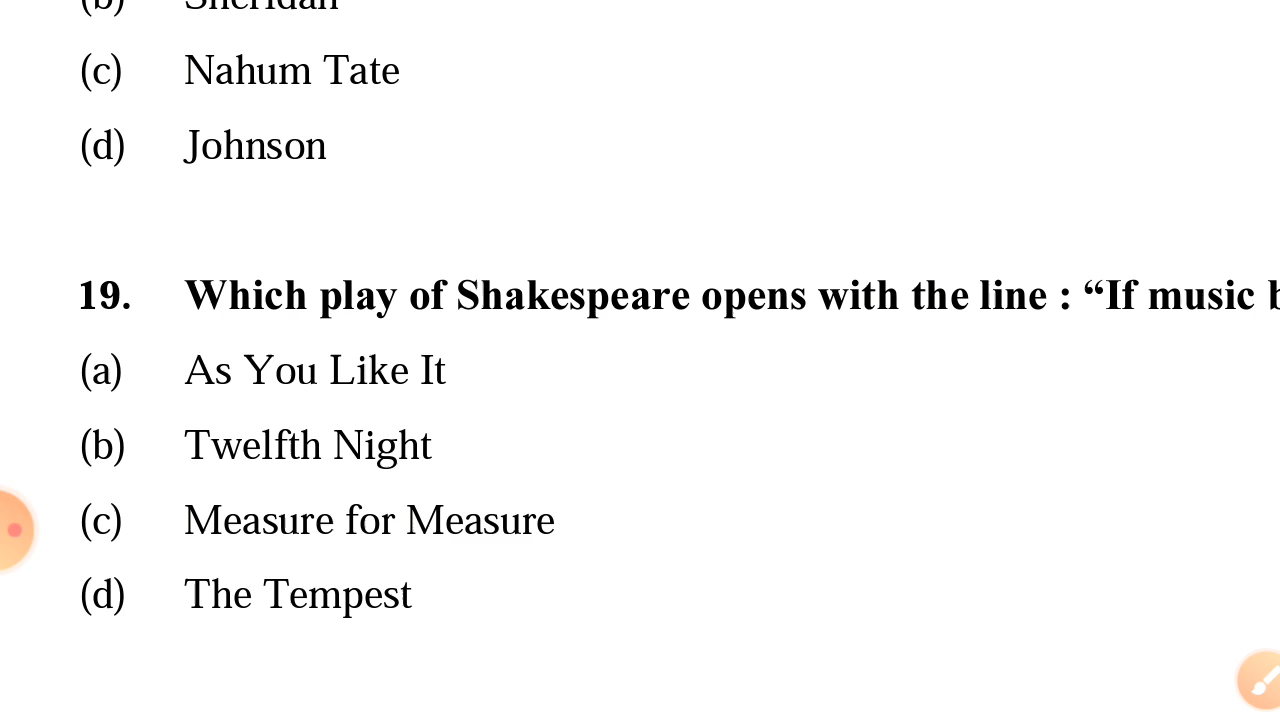 (b) Sheridan
(c) Nahum Tate
(d) Johnson
19. Which play of Shakespeare opens with the line : “If music
(a) As You Like It
(b) Twelfth Night
(c) Measure for Measure
(d) The Tempest